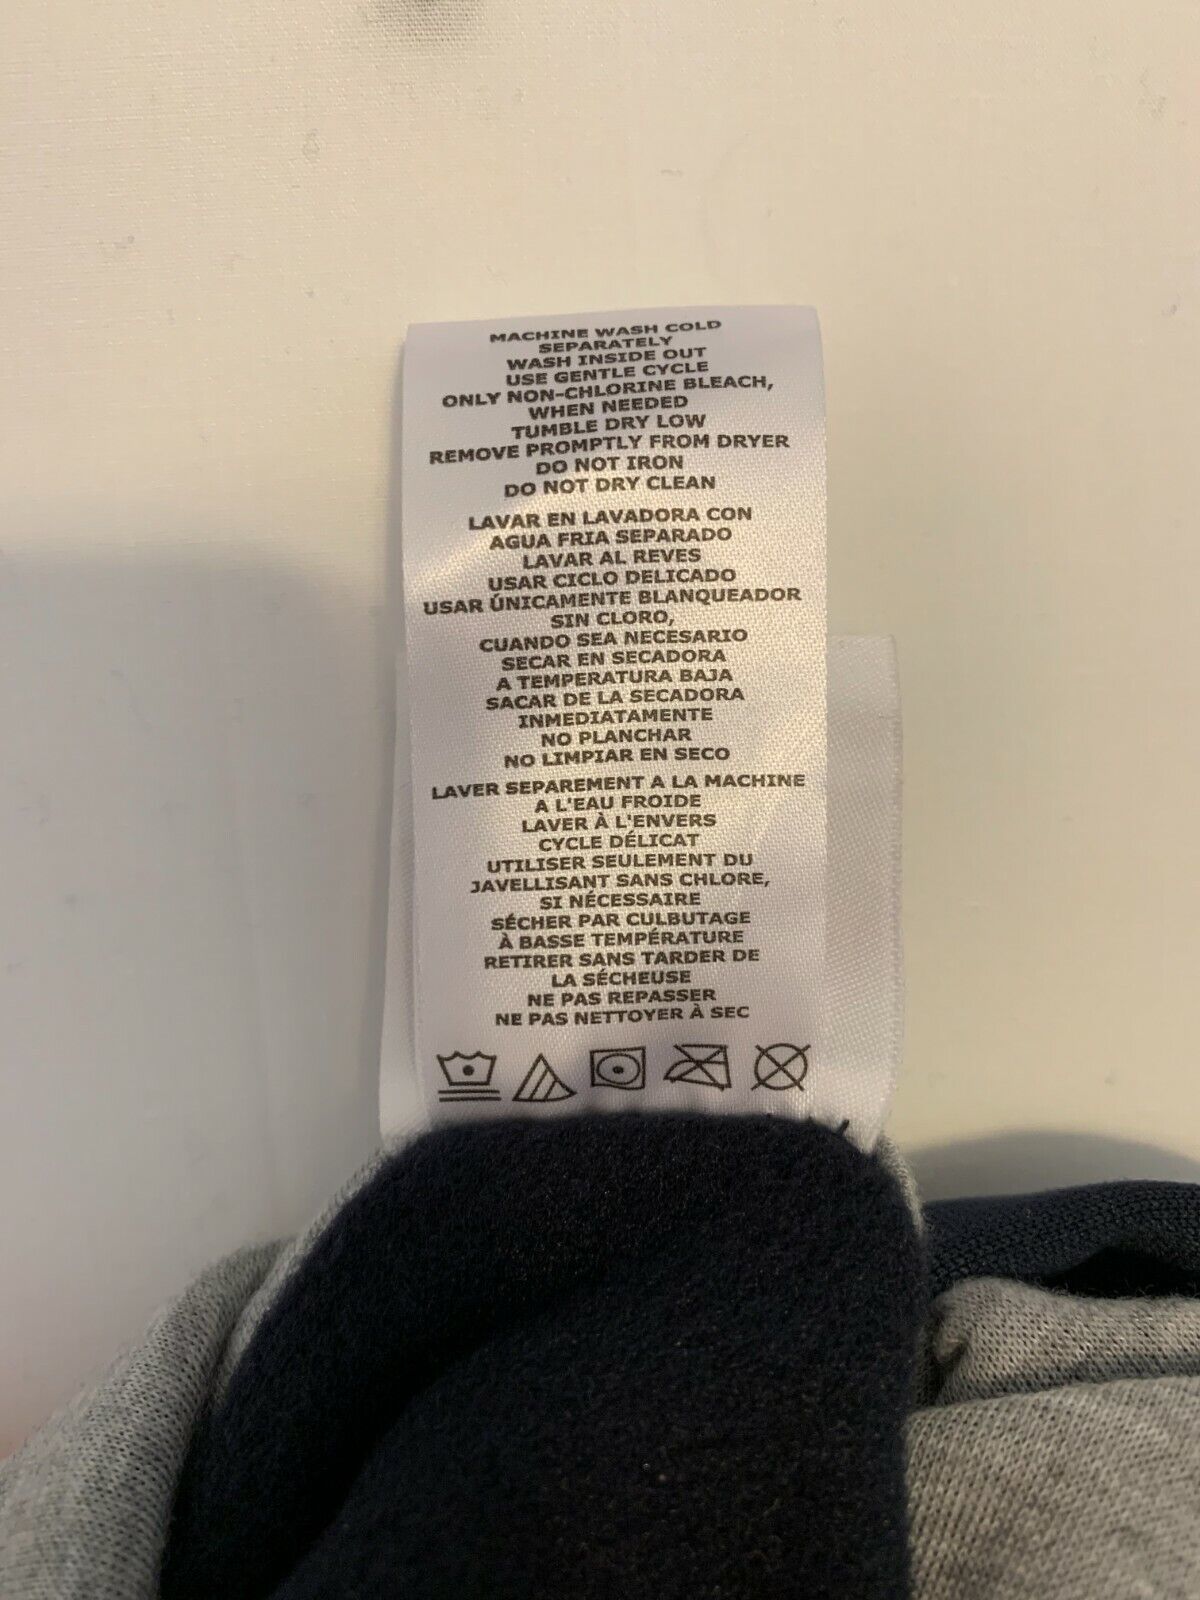 MACHINE WASH COLD
SEPARATELY
WASH INSIDE OUT
USE GENTLE CYCLE
ONLY NON-CHLORINE BLEACH,
WHEN NEEDED
TUMBLE DRY LOW
REMOVE PROMPTLY FROM DRYER
DO NOT IRON
DO NOT DRY CLEAN
LAVAR EN LAVADORA CON
AGUA FRIA SEPARADO
LAVAR AL REVES
USAR CICLO DELICADO
USAR ÚNICAMENTE BLANQUEADOR
SIN CLORO,
CUANDO SEA NECESARIO
SECAR EN SECADORA
A TEMPERATURA BAJA
SACAR DE LA SECADORA
INMEDIATAMENTE
NO PLANCHAR
NO LIMPIAR EN SECO
LAVER SEPAREMENT A LA MACHINE
A L'EAU FROIDE
LAVER À L'ENVERS
CYCLE DÉLICAT
UTILISER SEULEMENT DU
JAVELLISANT SANS CHLORE,
SI NÉCESSAIRE
SÉCHER PAR CULBUTAGE
À BASSE TEMPÉRATURE
RETIRER SANS TARDER DE
LA SÉCHEUSE
NE PAS REPASSER
NE PAS NETTOYER À SEC